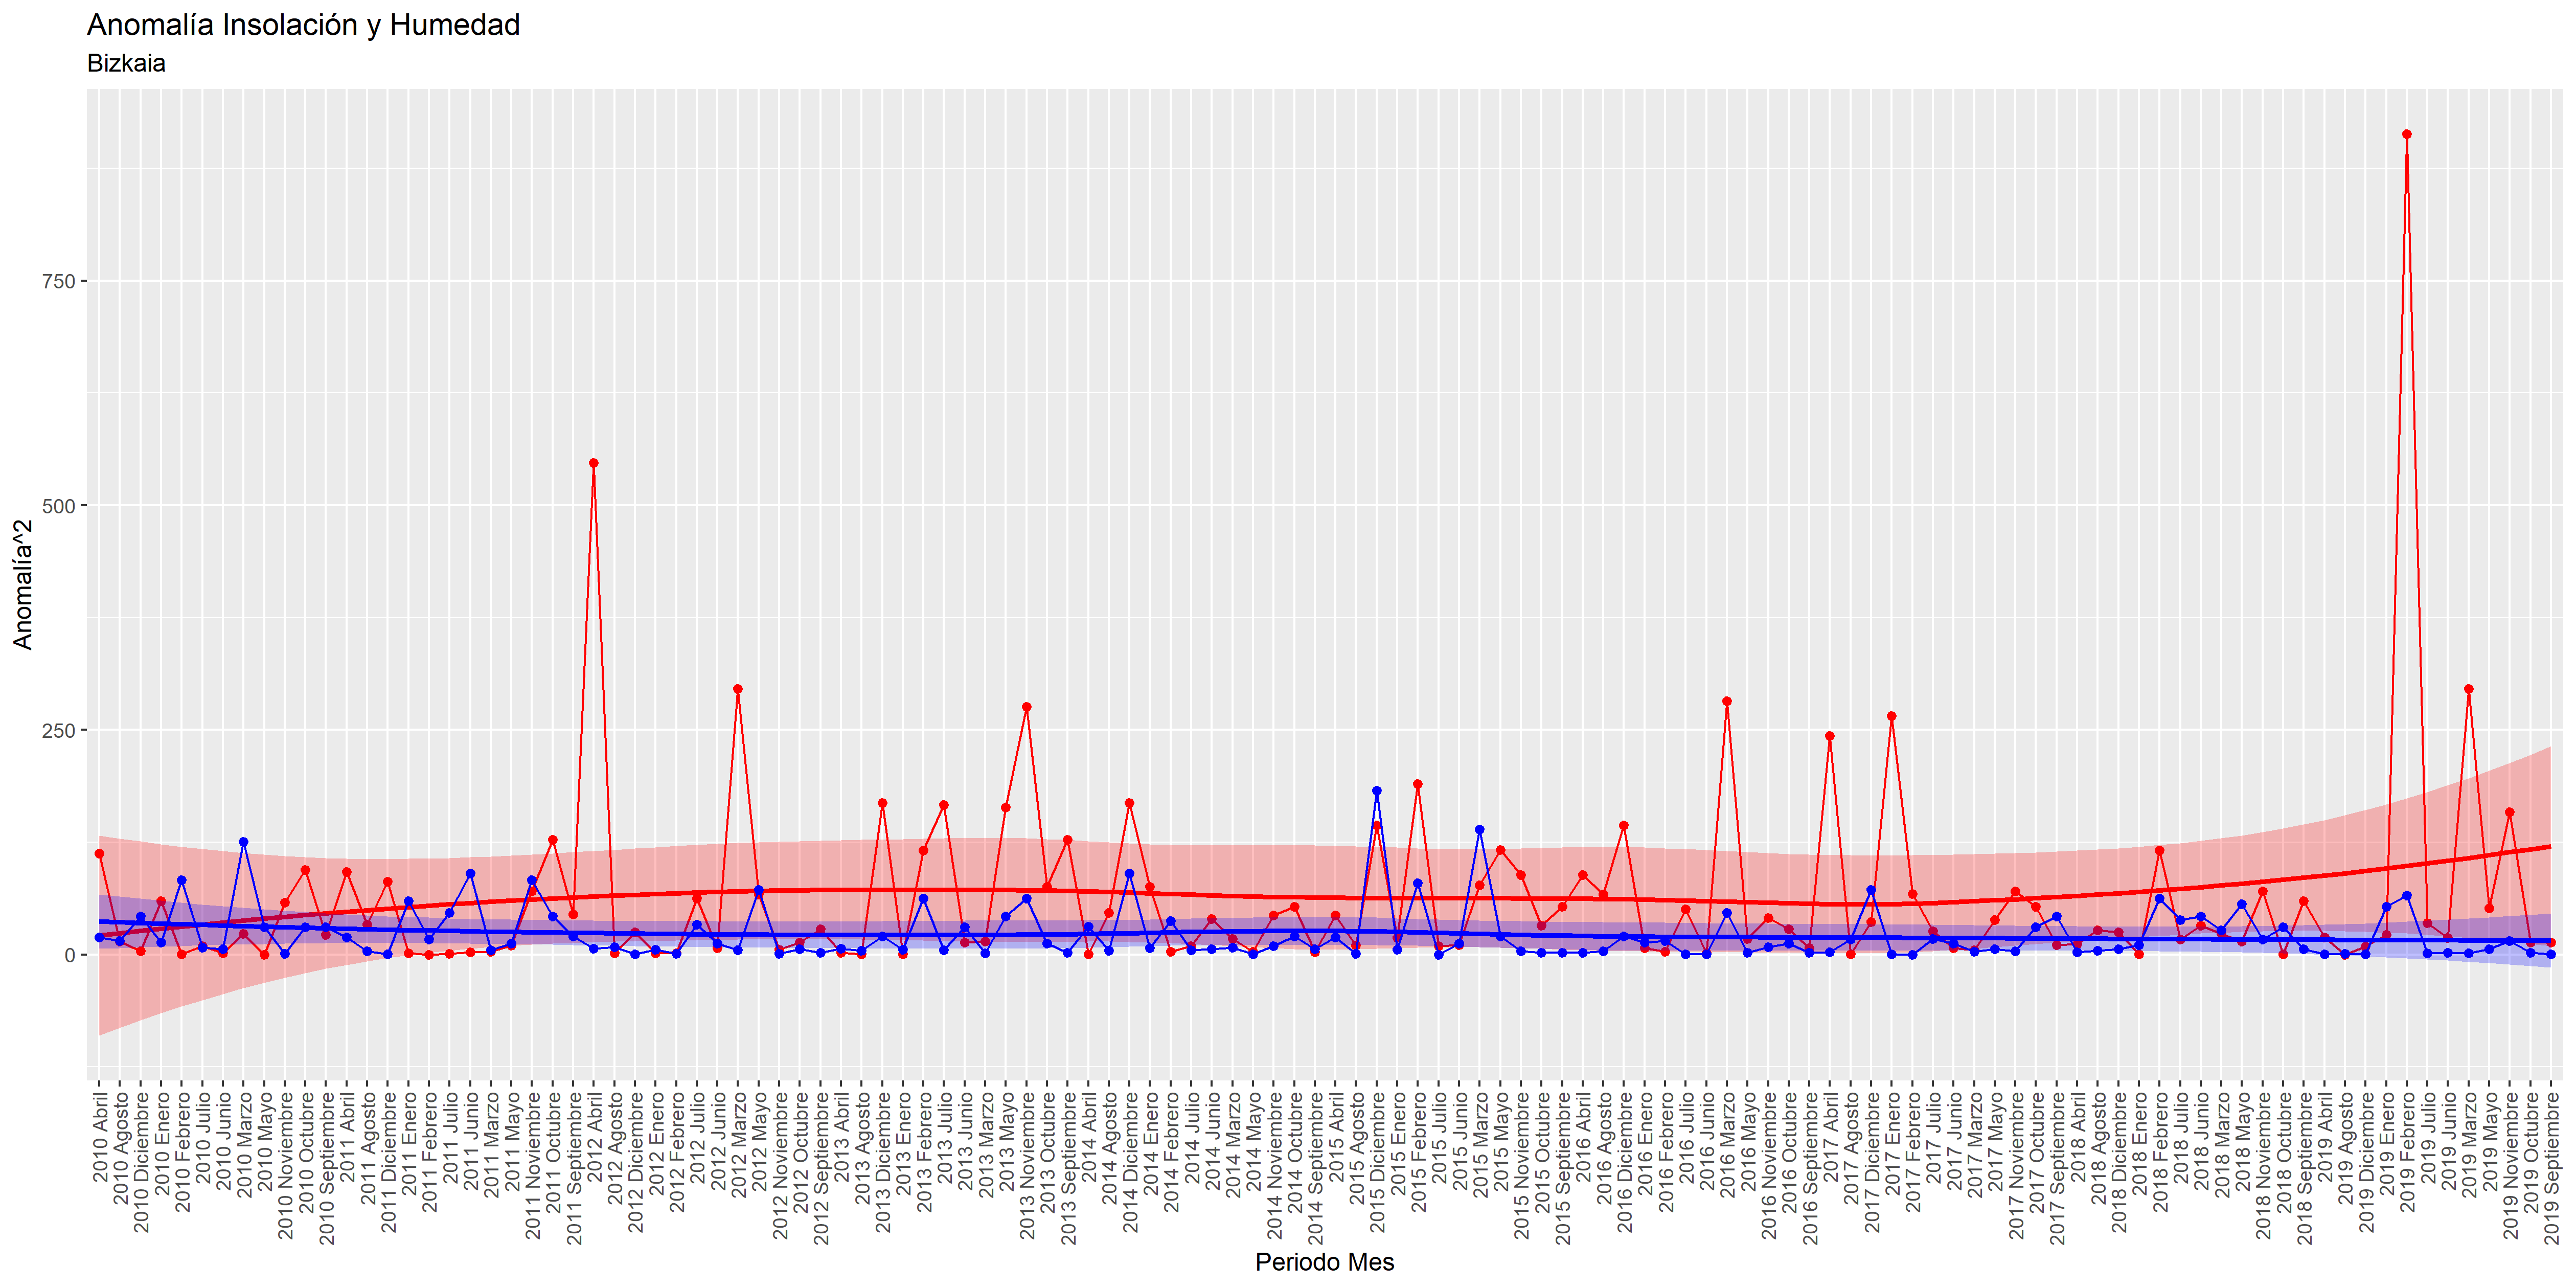 Anomalía Insolación y Humedad
Bizkaia
Anomalía^2
750
500
250
0
2010 Abril
2010 Agosto
2010 Diciembre
2010 Enero
2010 Febrero
2010 Julio
2010 Junio
2010 Marzo
2010 Mayo
2010 Noviembre
2010 Octubre
2010 Septiembre
2011 Abril
2011 Agosto
2011 Diciembre
2011 Enero
2011 Febrero
2011 Julio
2011 Junio
2011 Marzo
2011 Mayo
2011 Noviembre
2011 Octubre
2011 Septiembre
2012 Abril
2012 Agosto
2012 Diciembre
2012 Enero
2012 Febrero
2012 Julio
2012 Junio
2012 Marzo
2012 Mayo
2012 Noviembre
2012 Octubre
2012 Septiembre
2013 Abril
2013 Agosto
2013 Diciembre
2013 Enero
2013 Febrero
2013 Julio
2013 Junio
2013 Marzo
2013 Mayo
2013 Noviembre
2013 Octubre
2013 Septiembre
2014 Abril
2014 Agosto
2014 Diciembre
2014 Enero
2014 Febrero
2014 Julio
2014 Junio
2014 Marzo
2014 Mayo
2014 Noviembre
2014 Octubre
2014 Septiembre
2015 Abril
2015 Agosto
2015 Diciembre
2015 Enero
2015 Febrero
2015 Julio
2015 Junio
2015 Marzo
2015 Mayo
2015 Noviembre
2015 Octubre
2015 Septiembre
2016 Abril
2016 Agosto
2016 Diciembre
2016 Enero
2016 Febrero
2016 Julio
2016 Junio
2016 Marzo
2016 Mayo
2016 Noviembre
2016 Octubre
2016 Septiembre
2017 Abril
2017 Agosto
2017 Diciembre
2017 Enero
2017 Febrero
2017 Julio
2017 Junio
2017 Marzo
2017 Mayo
2017 Noviembre
2017 Octubre
2017 Septiembre
2018 Abril
2018 Agosto
2018 Diciembre
2018 Enero
2018 Febrero
2018 Julio
2018 Junio
2018 Marzo
2018 Mayo
2018 Noviembre
2018 Octubre
2018 Septiembre
2019 Abril
2019 Agosto
2019 Diciembre
2019 Enero
2019 Febrero
2019 Julio
2019 Junio
2019 Marzo
2019 Mayo
2019 Noviembre
2019 Octubre
2019 Septiembre
Periodo Mes